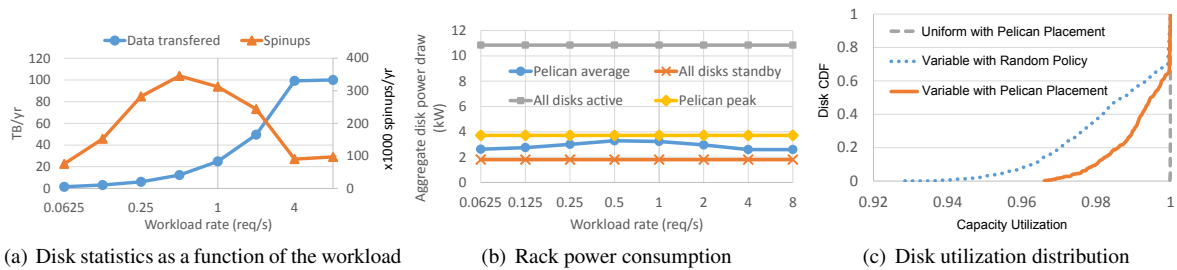 Data transfered
Spinups
120
100
80
60
40
20
0
TB/yr
400
300
200
100
0
x1000 spinups/yr
0.0625
0.25
1
4
Workload rate (req/s)
(a) Disk statistics as a function of the workload
12
10
8
6
4
2
0
Aggregate disk power draw
(kW)
Pelican average
All disks standby
All disks active
Pelican peak
0.0625
0.125
0.25
0.5
1
2
4
8
Workload rate (req/s)
(b) Rack power consumption
1
0.8
0.6
0.4
0.2
0
Disk CDF
Uniform with Pelican Placement
Variable with Random Policy
Variable with Pelican Placement
0.92
0.94
0.96
0.98
1
Capacity Utilization
(c) Disk utilization distribution